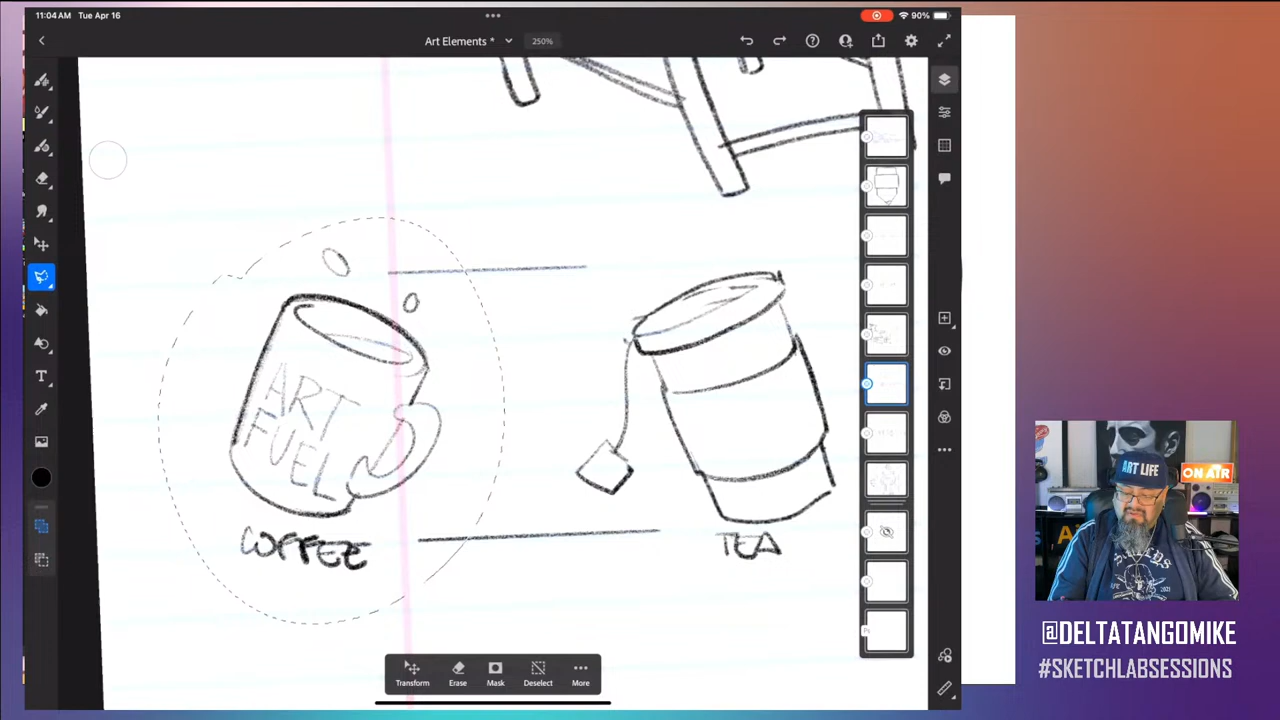 11:04 AM Tue Apr 16
90%
Art Elements *
250%
ART
FUEL
COFFEE
TEA
T
Transform
Erase
Mask
Deselect
More
ART LIFE
ON AIR
@DELTATANGOMIKE
#SKETCHLABSESSIONS